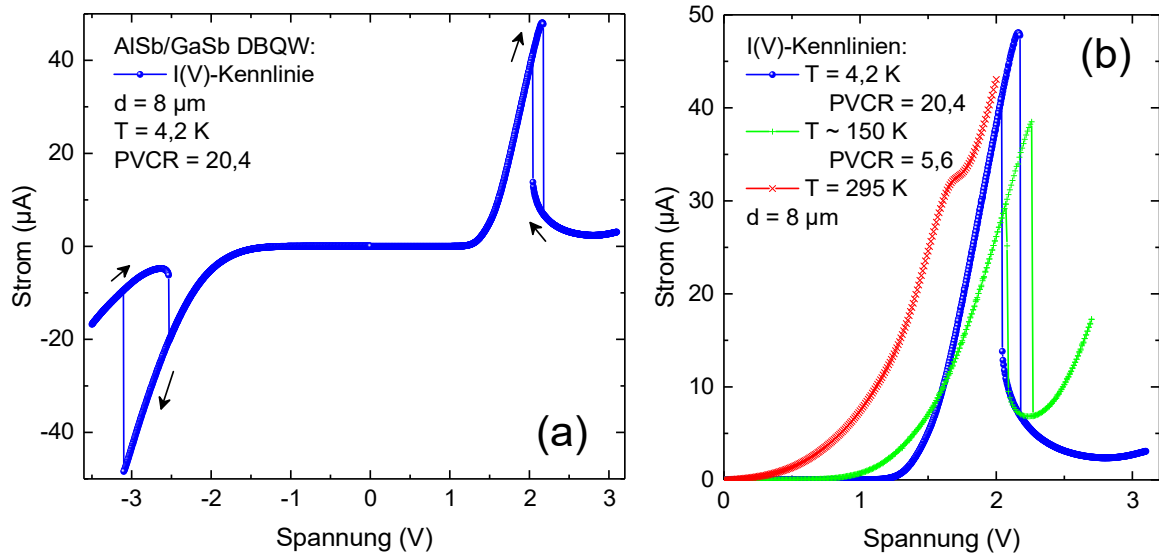 AlSb/GaSb DBQW:
I(V)-Kennlinie
d = 8 µm
T = 4,2 K
PVCR = 20,4
(a)
40
20
0
-20
-40
Strom (µA)
-3
-2
-1
0
1
2
3
Spannung (V)
I(V)-Kennlinien:
T = 4,2 K
PVCR = 20,4
T ~ 150 K
PVCR = 5,6
T = 295 K
d = 8 µm
(b)
50
40
30
20
10
0
Strom (µA)
0
1
2
3
Spannung (V)